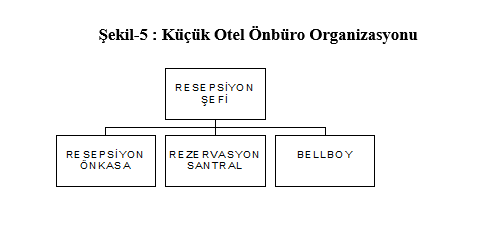 Şekil-5 : Küçük Otel Önbüro Organizasyonu
RESEPSİYON
ŞEFİ
RESEPSİYON
ÖNKASA
REZERVASYON
SANTRAL
BELLBOY